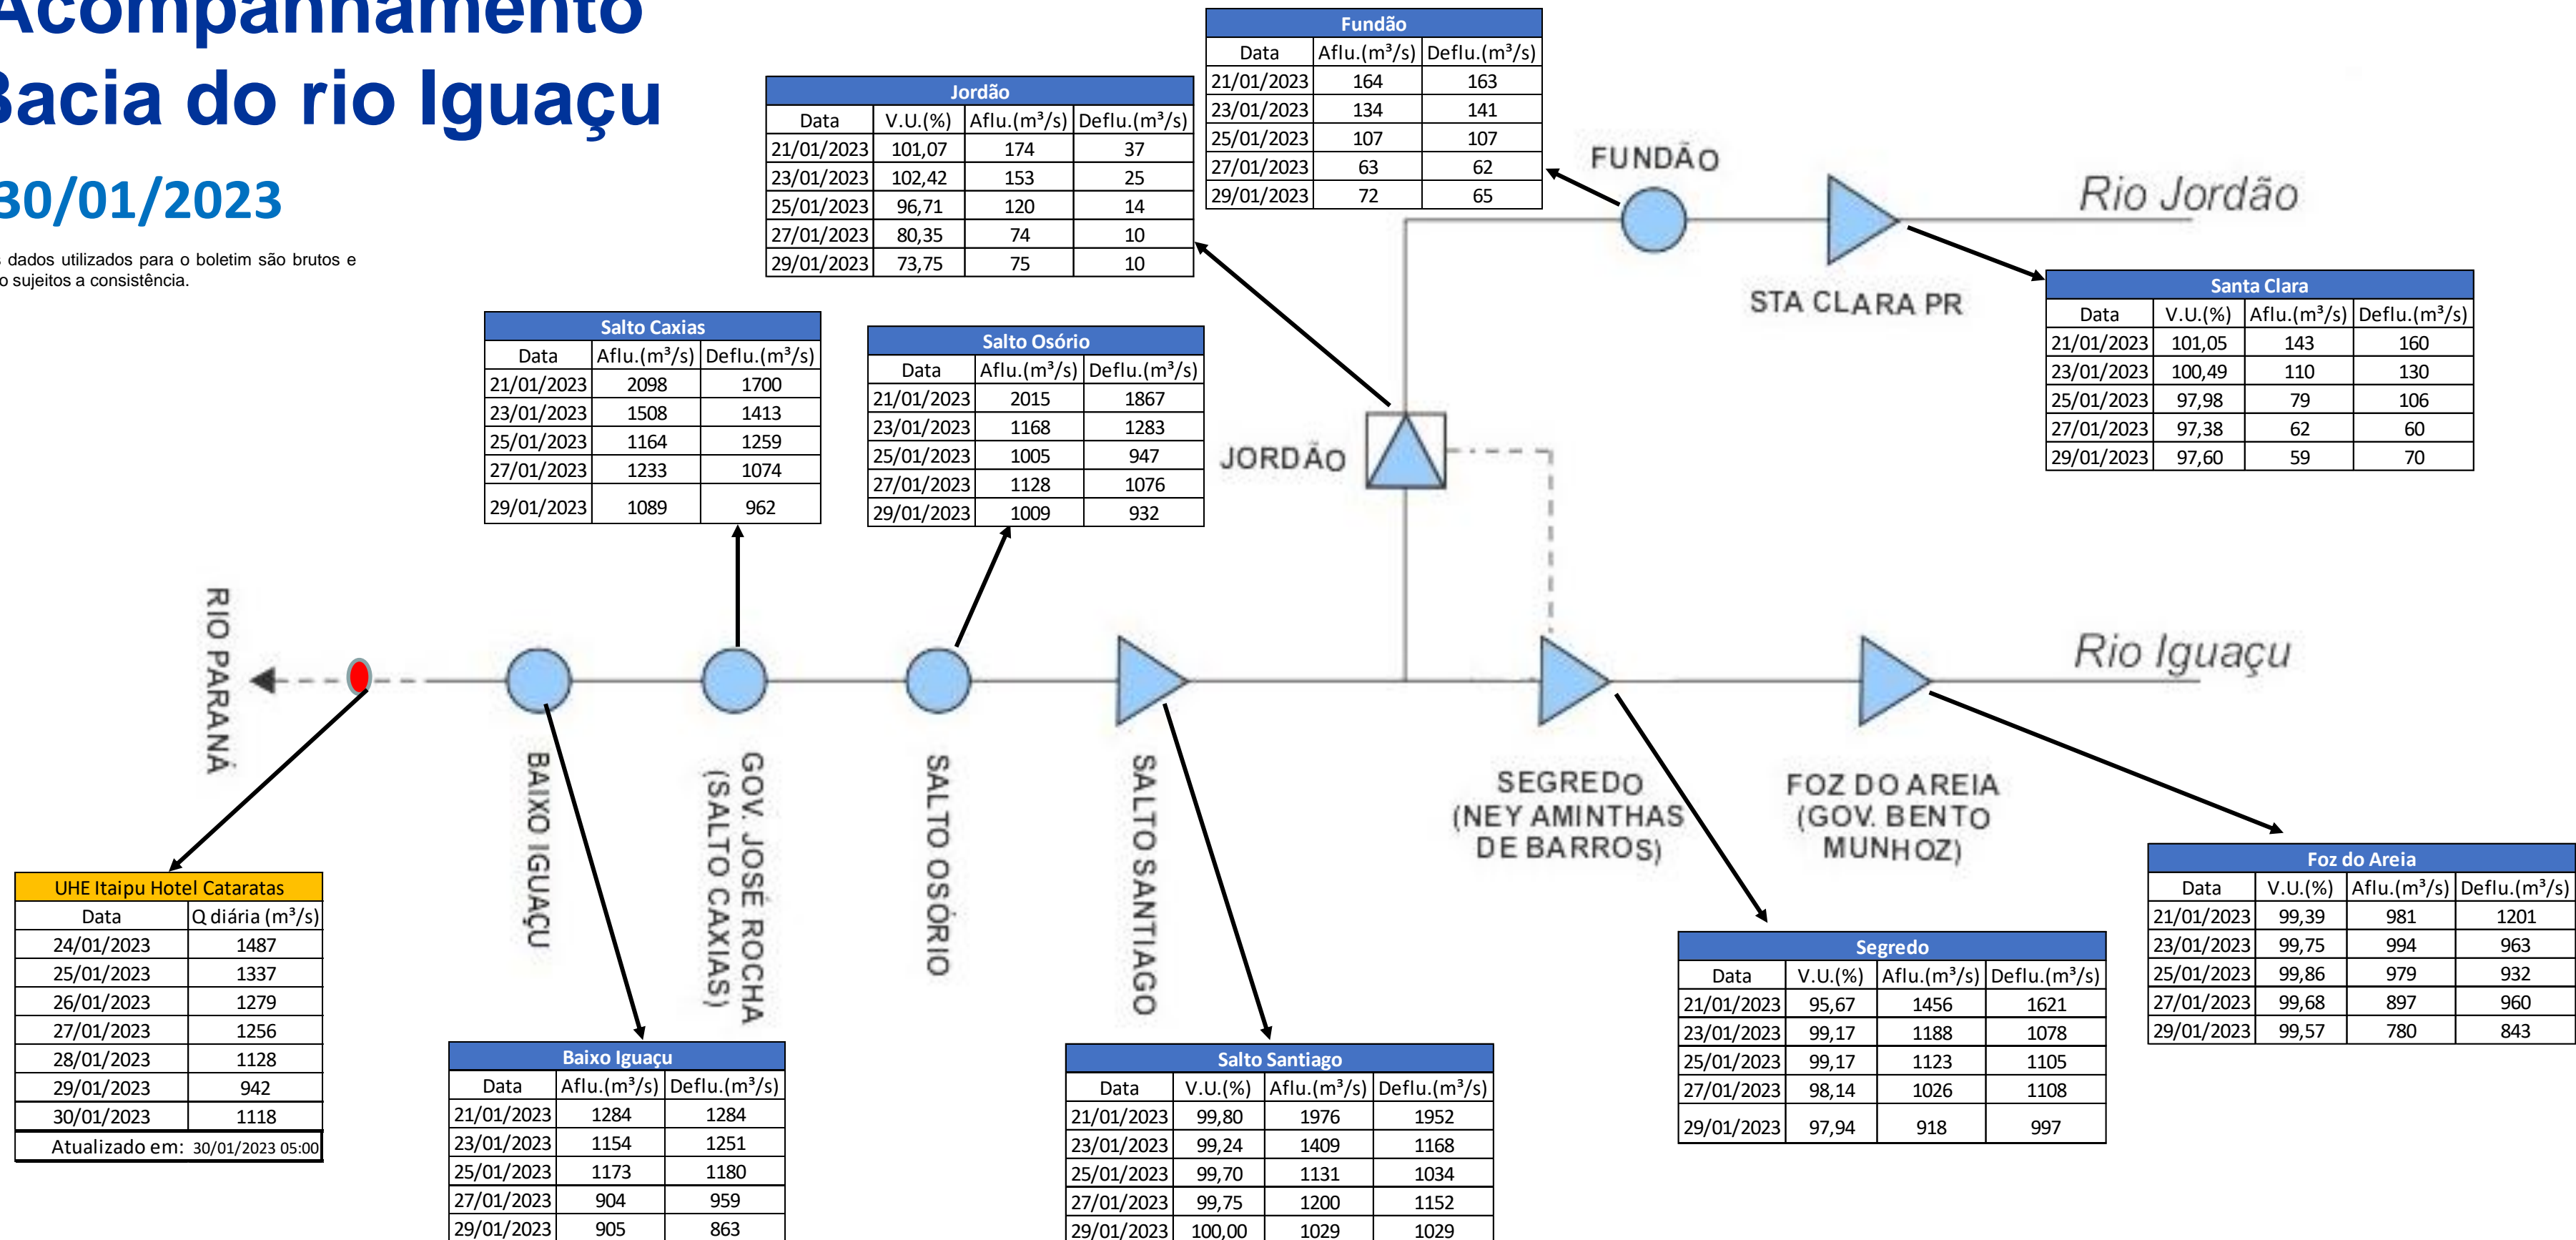 Acompanhamento
Bacia do rio Iguaçu
30/01/2023
s dados utilizados para o boletim são brutos e
o sujeitos a consistência.
Fundão
Data Aflu.(m³/s) Deflu.(m³/s)
21/01/2023 164 163
23/01/2023 134 141
25/01/2023 107 107
27/01/2023 63 62
29/01/2023 72 65
Jordão
Data V.U.(%) Aflu.(m³/s) Deflu.(m³/s)
21/01/2023 101,07 174 37
23/01/2023 102,42 153 25
25/01/2023 96,71 120 14
27/01/2023 80,35 74 10
29/01/2023 73,75 75 10
FUNDÃO
Rio Jordão
STA CLARA PR
Santa Clara
Data V.U.(%) Aflu.(m³/s) Deflu.(m³/s)
21/01/2023 101,05 143 160
23/01/2023 100,49 110 130
25/01/2023 97,98 79 106
27/01/2023 97,38 62 60
29/01/2023 97,60 59 70
Salto Caxias
Data Aflu.(m³/s) Deflu.(m³/s)
21/01/2023 2098 1700
23/01/2023 1508 1413
25/01/2023 1164 1259
27/01/2023 1233 1074
29/01/2023 1089 962
Salto Osório
Data Aflu.(m³/s) Deflu.(m³/s)
21/01/2023 2015 1867
23/01/2023 1168 1283
25/01/2023 1005 947
27/01/2023 1128 1076
29/01/2023 1009 932
JORDÃO
RIO PARANÁ
Rio Iguaçu
BAIXO IGUAÇU
GOV. JOSÉ ROCHA
(SALTO CAXIAS)
SALTO OSÓRIO
SALTO SANTIAGO
SEGREDO
(NEY AMINTHAS
DE BARROS)
FOZ DO AREIA
(GOV. BENTO
MUNHOZ)
UHE Itaipu Hotel Cataratas
Data Q diária (m³/s)
24/01/2023 1487
25/01/2023 1337
26/01/2023 1279
27/01/2023 1256
28/01/2023 1128
29/01/2023 942
30/01/2023 1118
Atualizado em: 30/01/2023 05:00
Baixo Iguaçu
Data Aflu.(m³/s) Deflu.(m³/s)
21/01/2023 1284 1284
23/01/2023 1154 1251
25/01/2023 1173 1180
27/01/2023 904 959
29/01/2023 905 863
Salto Santiago
Data V.U.(%) Aflu.(m³/s) Deflu.(m³/s)
21/01/2023 99,80 1976 1952
23/01/2023 99,24 1409 1168
25/01/2023 99,70 1131 1034
27/01/2023 99,75 1200 1152
29/01/2023 100,00 1029 1029
Segredo
Data V.U.(%) Aflu.(m³/s) Deflu.(m³/s)
21/01/2023 95,67 1456 1621
23/01/2023 99,17 1188 1078
25/01/2023 99,17 1123 1105
27/01/2023 98,14 1026 1108
29/01/2023 97,94 918 997
Foz do Areia
Data V.U.(%) Aflu.(m³/s) Deflu.(m³/s)
21/01/2023 99,39 981 1201
23/01/2023 99,75 994 963
25/01/2023 99,86 979 932
27/01/2023 99,68 897 960
29/01/2023 99,57 780 843